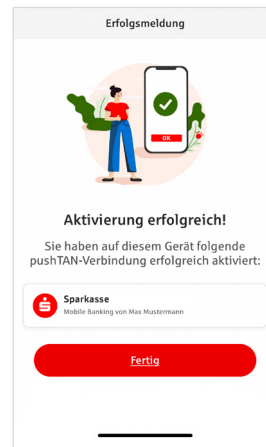 Erfolgsmeldung
OK
Aktivierung erfolgreich!
Sie haben auf diesem Gerät folgende
pushTAN-Verbindung erfolgreich aktiviert:
Sparkasse
Mobile Banking von Max Mustermann
Fertig